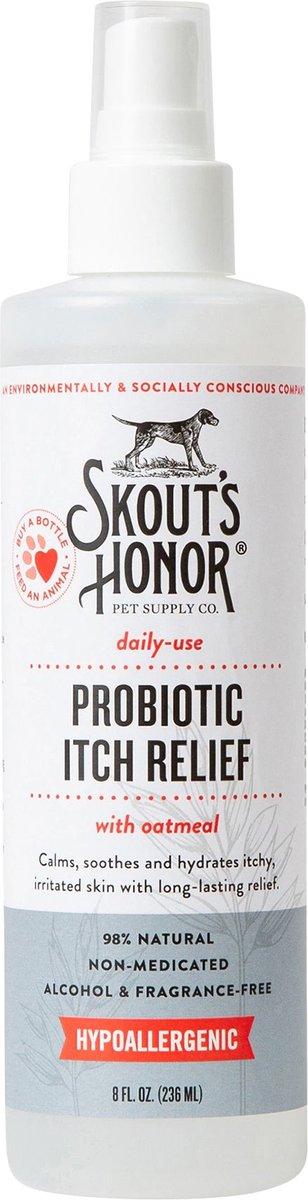 AN ENVIRONMENTALLY & SOCIALLY CONSCIOUS COMPANY
SKOUT'S
HONOR®
PET SUPPLY CO.
BUY A BOTTLE
FEED AN ANIMAL
daily-use
PROBIOTIC
ITCH RELIEF
with oatmeal
Calms, soothes and hydrates itchy,
irritated skin with long-lasting relief.
98% NATURAL
NON-MEDICATED
ALCOHOL & FRAGRANCE-FREE
HYPOALLERGENIC
8 FL. OZ. (236 ML)